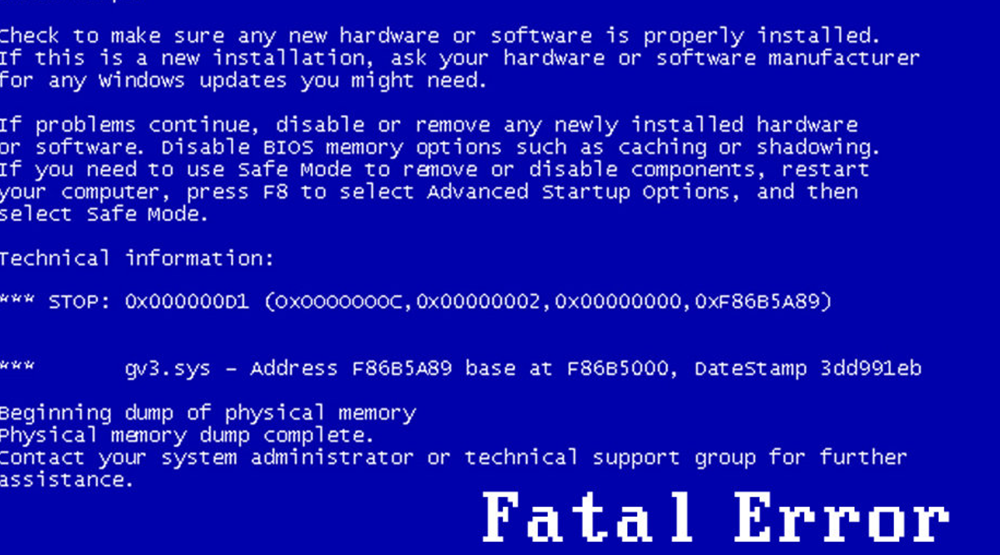 Check to make sure any new hardware or software is properly installed.
If this is a new installation, ask your hardware or software manufacturer
for any Windows updates you might need.
If problems continue, disable or remove any newly installed hardware
or software. Disable BIOS memory options such as caching or shadowing.
If you need to use Safe Mode to remove or disable components, restart
your computer, press F8 to select Advanced Startup Options, and then
select Safe Mode.
Technical information:
*** STOP: 0x000000D1 (0x0000000C,0x00000002,0x00000000,0xF86B5A89)
*** gv3.sys – Address F86B5A89 base at F86B5000, DateStamp 3dd991eb
Beginning dump of physical memory
Physical memory dump complete.
Contact your system administrator or technical support group for further
assistance.
Fatal Error